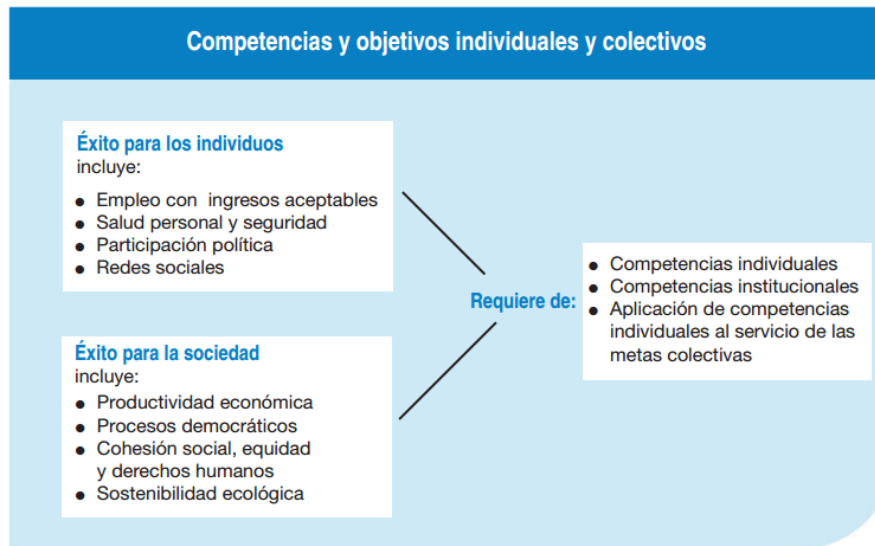 Competencias y objetivos individuales y colectivos
Éxito para los individuos
incluye:
● Empleo con ingresos aceptables
● Salud personal y seguridad
● Participación política
● Redes sociales
Éxito para la sociedad
incluye:
● Productividad económica
● Procesos democráticos
● Cohesión social, equidad
y derechos humanos
● Sostenibilidad ecológica
Requiere de:
● Competencias individuales
● Competencias institucionales
● Aplicación de competencias
individuales al servicio de las
metas colectivas